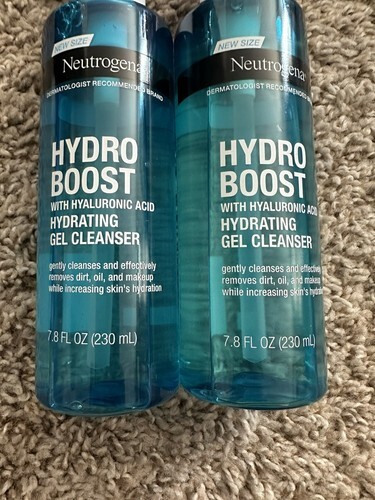 NEW SIZE
Neutrogena
DERMATOLOGIST RECOMMENDED BRAND
HYDRO
BOOST
WITH HYALURONIC ACID
HYDRATING
GEL CLEANSER
gently cleanses and effectively
removes dirt, oil, and makeup
while increasing skin's hydration
7.8 FL OZ (230 mL)
NEW SIZE
Neutrogena
DERMATOLOGIST RECOMMENDED
HYDRO
BOOST
WITH HYALURONIC ACID
HYDRATING
GEL CLEANSER
gently cleanses and effectively
removes dirt, oil, and makeup
while increasing skin's hydration
7.8 FL OZ (230 mL)